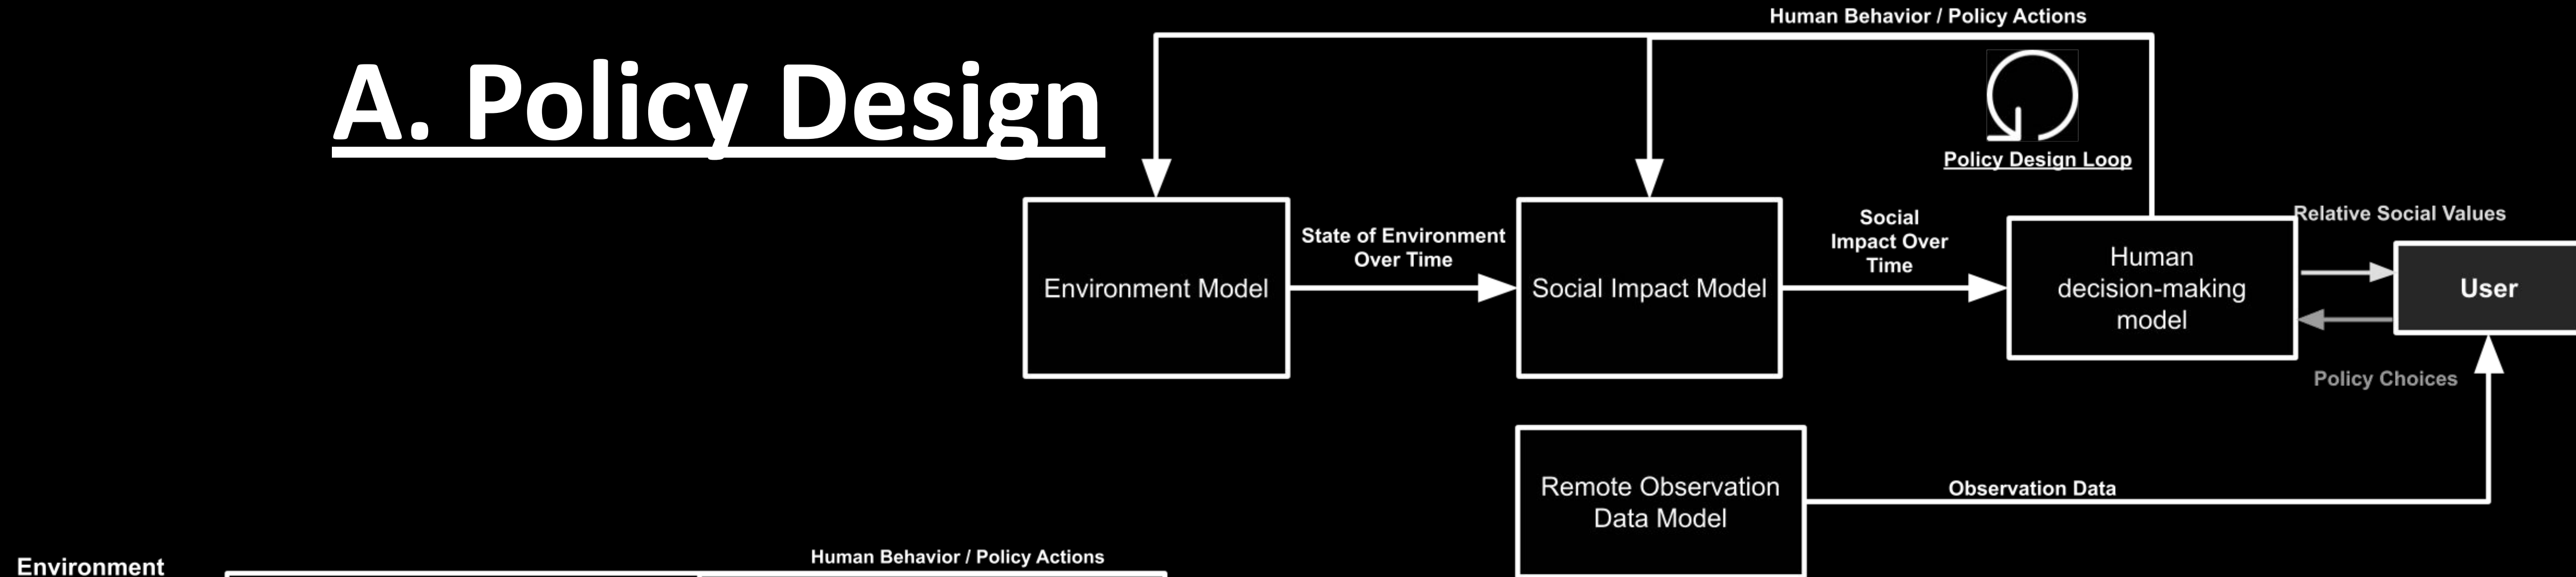 Human Behavior / Policy Actions
A. Policy Design
Policy Design Loop
Relative Social Values
State of Environment
Over Time
Social
Impact Over
Time
Environment Model
Social Impact Model
Human
decision-making
model
User
Policy Choices
Remote Observation
Data Model
Observation Data
Human Behavior / Policy Actions
Environment